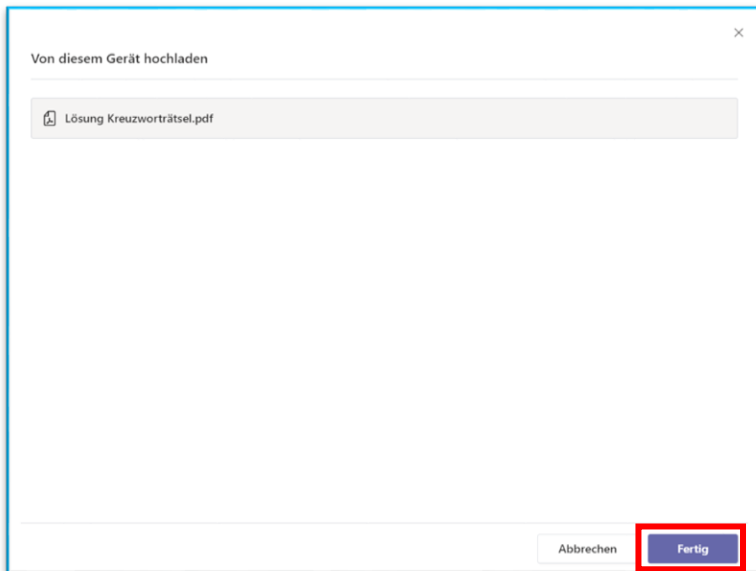 Von diesem Gerät hochladen
Lösung Kreuzworträtsel.pdf
Abbrechen
Fertig